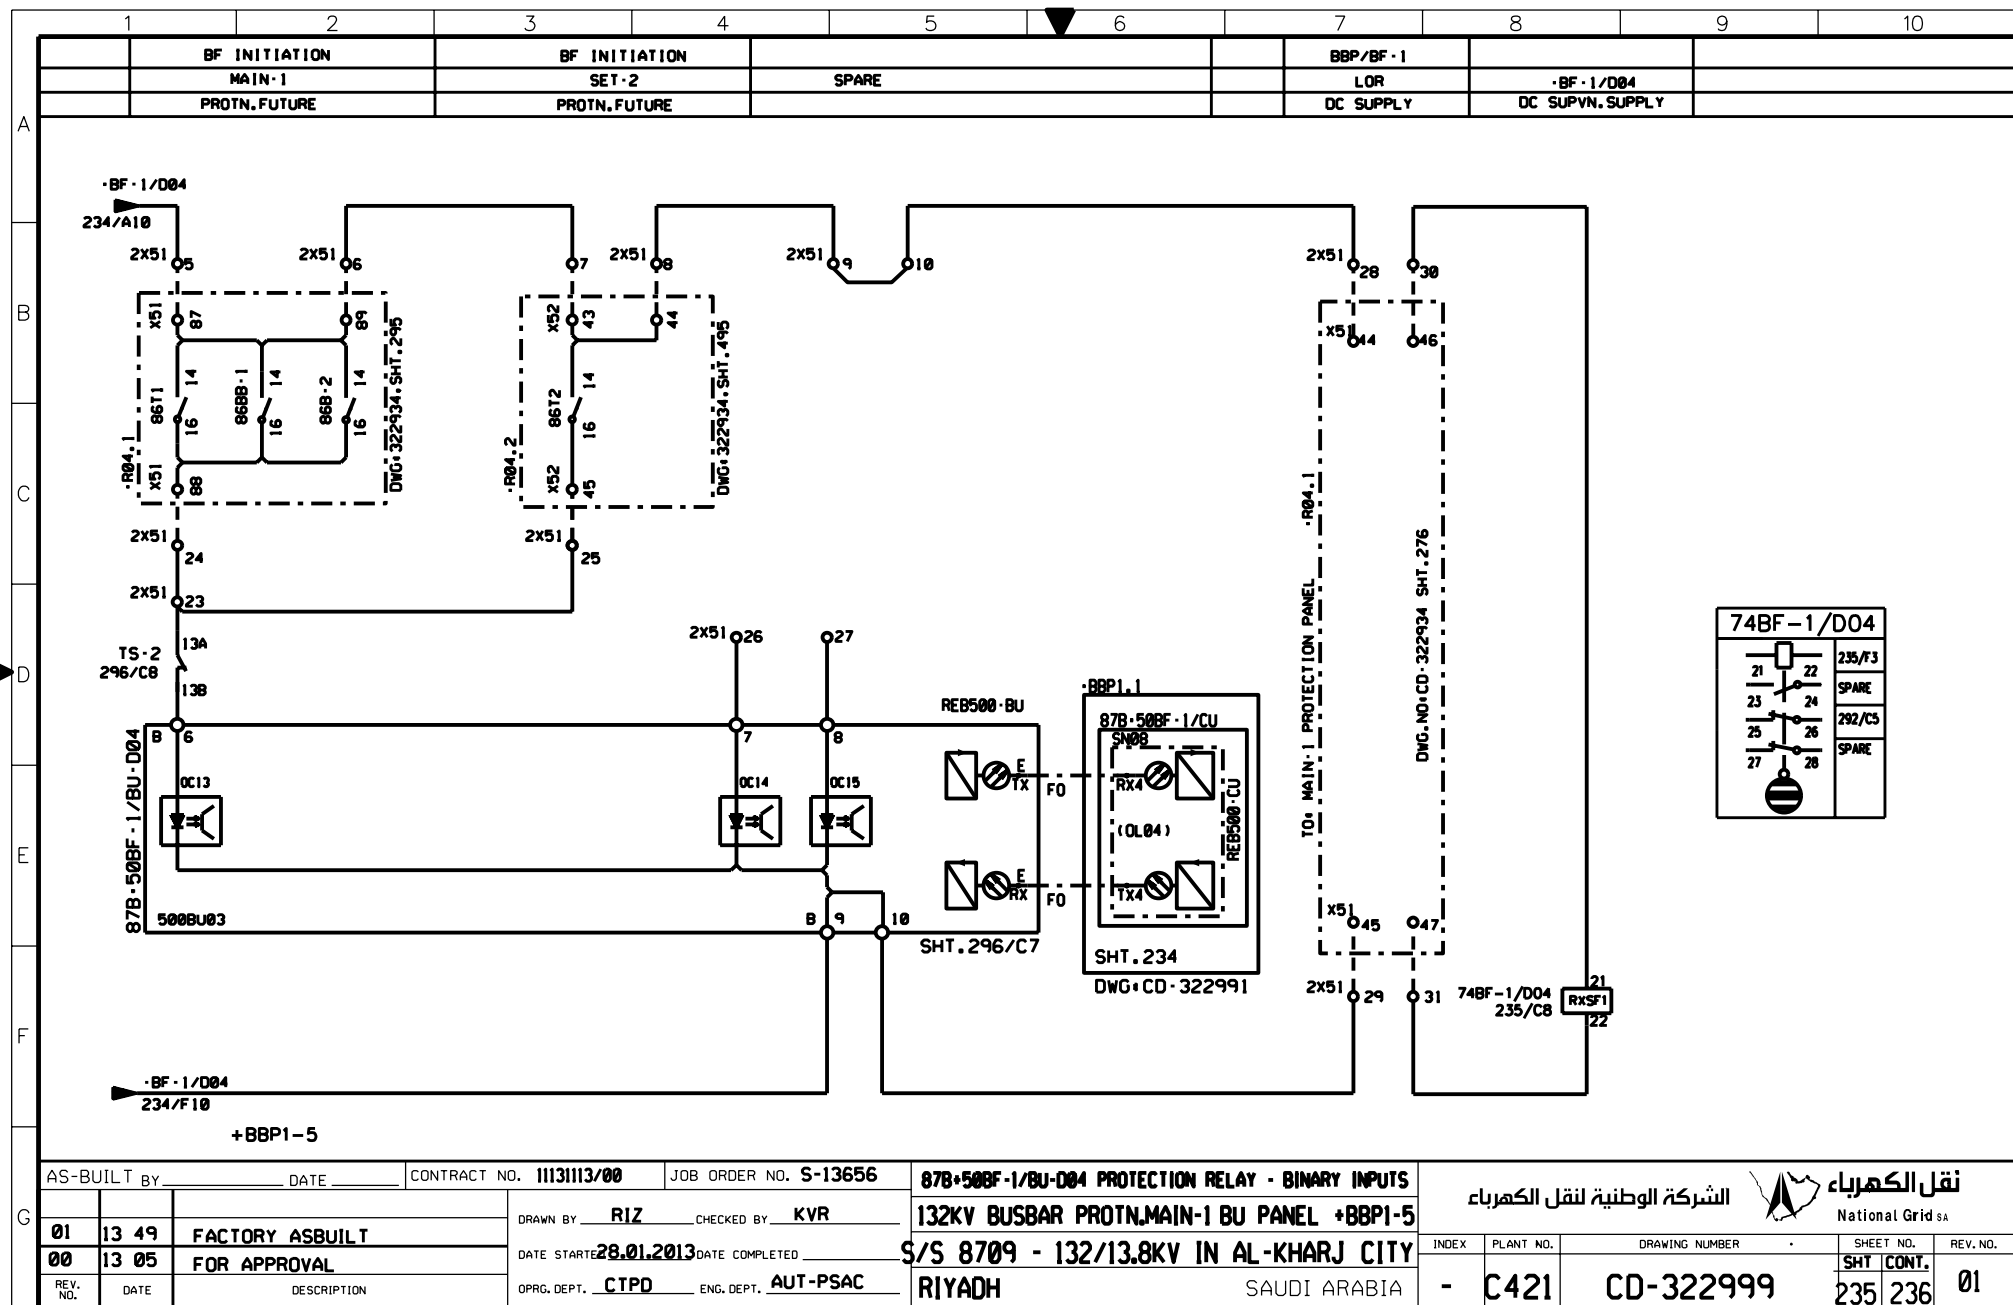 1 2 3 4 5 6 7 8 9 10
BF INITIATION BF INITIATION BBP/BF-1
MAIN-1 SET-2 SPARE LOR -BF-1/D04
PROTN.FUTURE PROTN.FUTURE DC SUPPLY DC SUPVN.SUPPLY
A
-BF-1/D04
234/A10
2X51 5 2X51 6 7 2X51 8 2X51 9 10 2X51 28 30
B
X51 87 89 X52 43 44 X51 44 46
DWG:322934.SHT.295
DWG:322934.SHT.495
86T1 14 16 86BB-1 14 16 86B-2 14 16 86T2 14 16
-R04.1 -R04.2 -R04.1
X51 88 X52 45
C
2X51 24 2X51 25
2X51 23
TO: MAIN-1 PROTECTION PANEL
DWG.NO:CD-322934 SHT.276
13A
TS-2
296/C8
13B
2X51 26 27
D
74BF-1/D04
21 22 235/F3
23 24 SPARE
25 26 292/C5
27 28 SPARE
87B-50BF-1/BU-D04
B 6 7 8
REB500-BU
-BBP1.1
87B-50BF-1/CU
SN08
OC13 OC14 OC15
E
TX FO RX4
(OL04)
REB500-CU
E
E
RX FO TX4
500BU03
B 9 10
SHT.296/C7
SHT.234
DWG:CD-322991
X51 45 47
2X51 29 31
74BF-1/D04
235/C8
21
RXSF1
22
F
-BF-1/D04
234/F10
+BBP1-5
AS-BUILT BY DATE CONTRACT NO. 11131113/00 JOB ORDER NO. S-13656
87B+50BF-1/BU-D04 PROTECTION RELAY - BINARY INPUTS
G
DRAWN BY RIZ CHECKED BY KVR
132KV BUSBAR PROTN.MAIN-1 BU PANEL +BBP1-5
01 13 49 FACTORY ASBUILT
DATE STARTED 28.01.2013 DATE COMPLETED
S/S 8709 - 132/13.8KV IN AL-KHARJ CITY
00 13 05 FOR APPROVAL
REV. NO. DATE DESCRIPTION
OPRG.DEPT. CTPD ENG.DEPT. AUT-PSAC
RIYADH SAUDI ARABIA
الشركة الوطنية لنقل الكهرباء
نقل الكهرباء
National Grid SA
INDEX PLANT NO. DRAWING NUMBER SHEET NO. REV.NO.
SHT CONT.
- C421 CD-322999 235 236 01